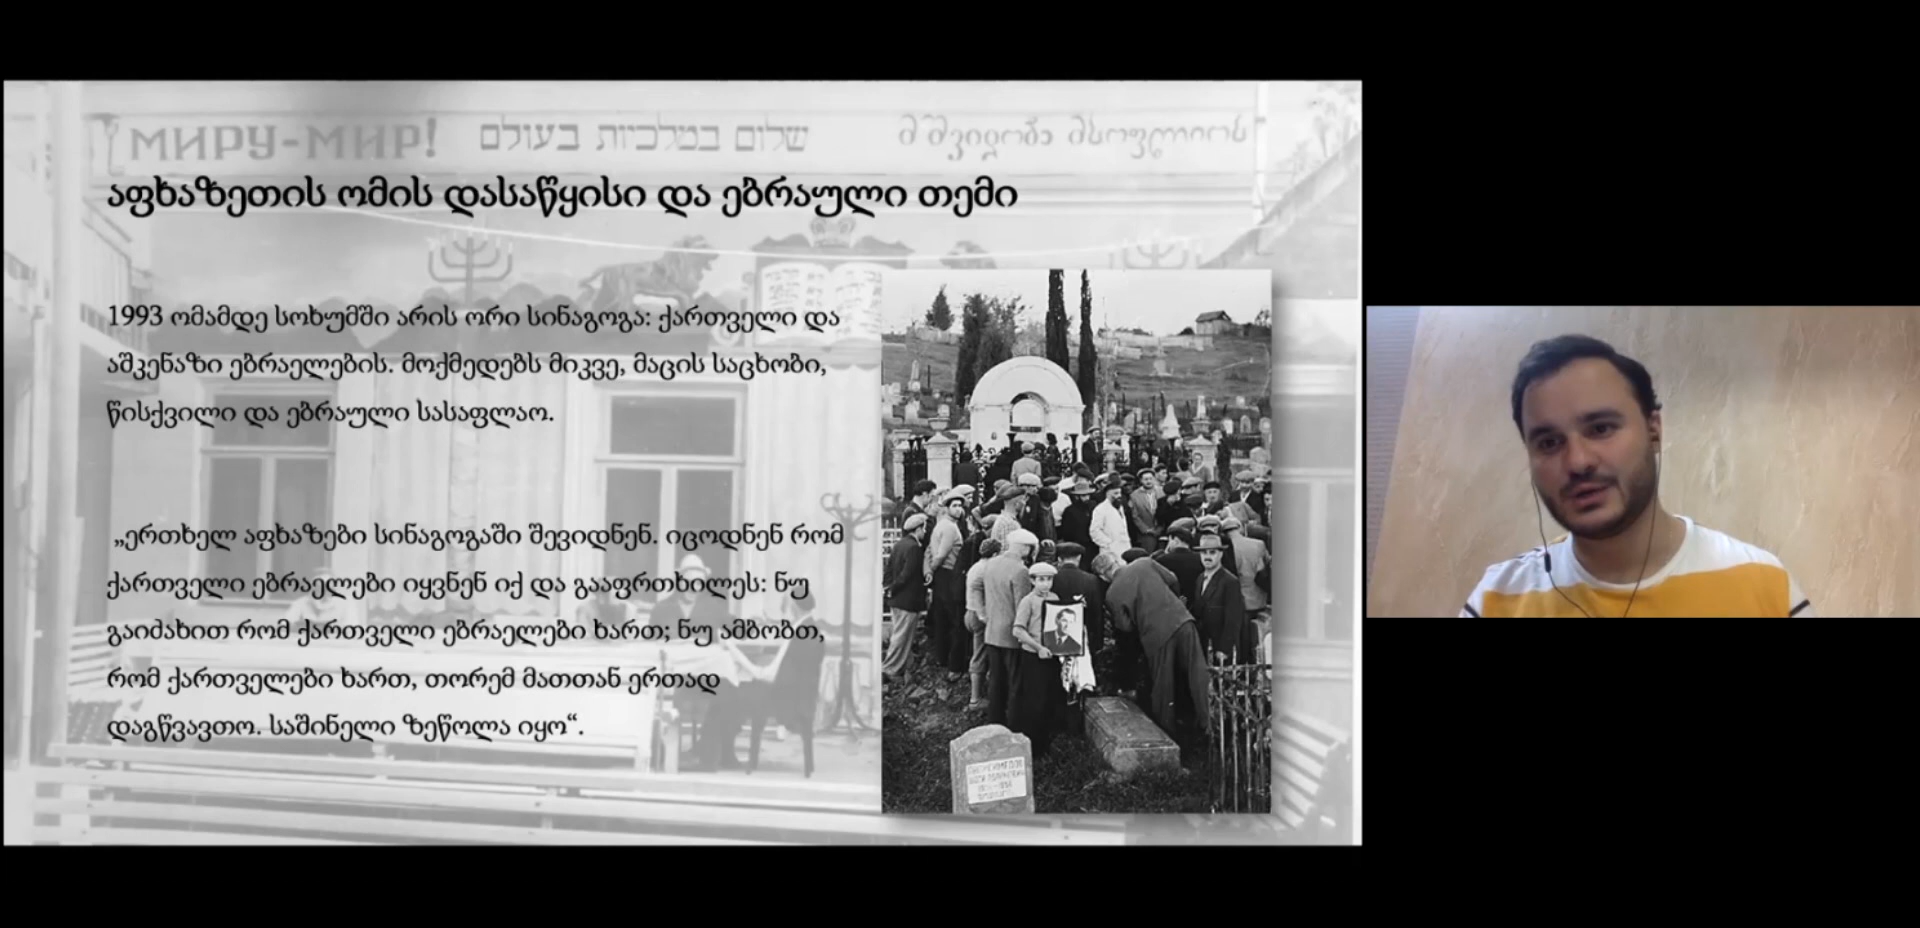 МИРУ-МИР! שלום במלכיות בעולם მშვიდობა მსოფლიოს
აფხაზეთის ომის დასაწყისი და ებრაული თემი
1993 ომამდე სოხუმში არის ორი სინაგოგა: ქართველი და
აშკენაზი ებრაელების. მოქმედებს მიკვე, მაცის საცხობი,
წისქვილი და ებრაული სასაფლაო.
„ერთხელ აფხაზები სინაგოგაში შევიდნენ. იცოდნენ რომ
ქართველი ებრაელები იყვნენ იქ და გააფრთხილეს: ნუ
გაიძახით რომ ქართველი ებრაელები ხართ; ნუ ამბობთ,
რომ ქართველები ხართ, თორემ მათთან ერთად
დაგწვავთო. საშინელი ზეწოლა იყო“.